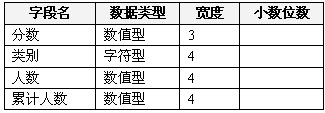 字段名 数据类型 宽度 小数位数
分数 数值型 3
类别 字符型 4
人数 数值型 4
累计人数 数值型 4